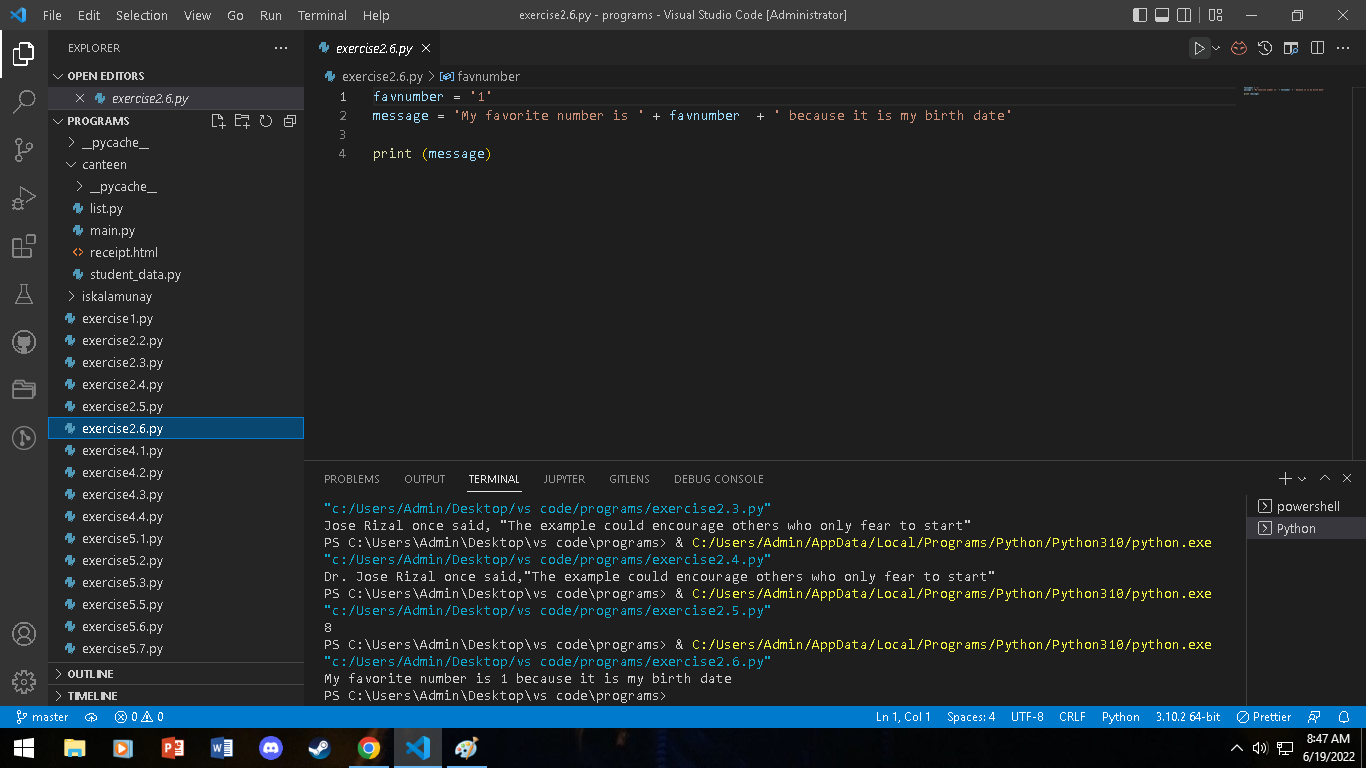 File Edit Selection View Go Run Terminal Help exercise2.6.py - programs - Visual Studio Code [Administrator]
EXPLORER
OPEN EDITORS
exercise2.6.py
PROGRAMS
__pycache__
canteen
__pycache__
list.py
main.py
receipt.html
student_data.py
iskalamunay
exercise1.py
exercise2.2.py
exercise2.3.py
exercise2.4.py
exercise2.5.py
exercise2.6.py
exercise4.1.py
exercise4.2.py
exercise4.3.py
exercise4.4.py
exercise5.1.py
exercise5.2.py
exercise5.3.py
exercise5.5.py
exercise5.6.py
exercise5.7.py
OUTLINE
TIMELINE
exercise2.6.py
exercise2.6.py > favnumber
1 favnumber = '1'
2 message = 'My favorite number is ' + favnumber  + ' because it is my birth date'
3
4 print (message)
PROBLEMS OUTPUT TERMINAL JUPYTER GITLENS DEBUG CONSOLE
"c:/Users/Admin/Desktop/vs code/programs/exercise2.3.py"
Jose Rizal once said, "The example could encourage others who only fear to start"
PS C:\Users\Admin\Desktop\vs code\programs> & C:/Users/Admin/AppData/Local/Programs/Python/Python310/python.exe
"c:/Users/Admin/Desktop/vs code/programs/exercise2.4.py"
Dr. Jose Rizal once said,"The example could encourage others who only fear to start"
PS C:\Users\Admin\Desktop\vs code\programs> & C:/Users/Admin/AppData/Local/Programs/Python/Python310/python.exe
"c:/Users/Admin/Desktop/vs code/programs/exercise2.5.py"
8
PS C:\Users\Admin\Desktop\vs code\programs> & C:/Users/Admin/AppData/Local/Programs/Python/Python310/python.exe
"c:/Users/Admin/Desktop/vs code/programs/exercise2.6.py"
My favorite number is 1 because it is my birth date
PS C:\Users\Admin\Desktop\vs code\programs>
powershell
Python
master 0 0 Ln 1, Col 1 Spaces: 4 UTF-8 CRLF Python 3.10.2 64-bit Prettier
8:47 AM
6/19/2022